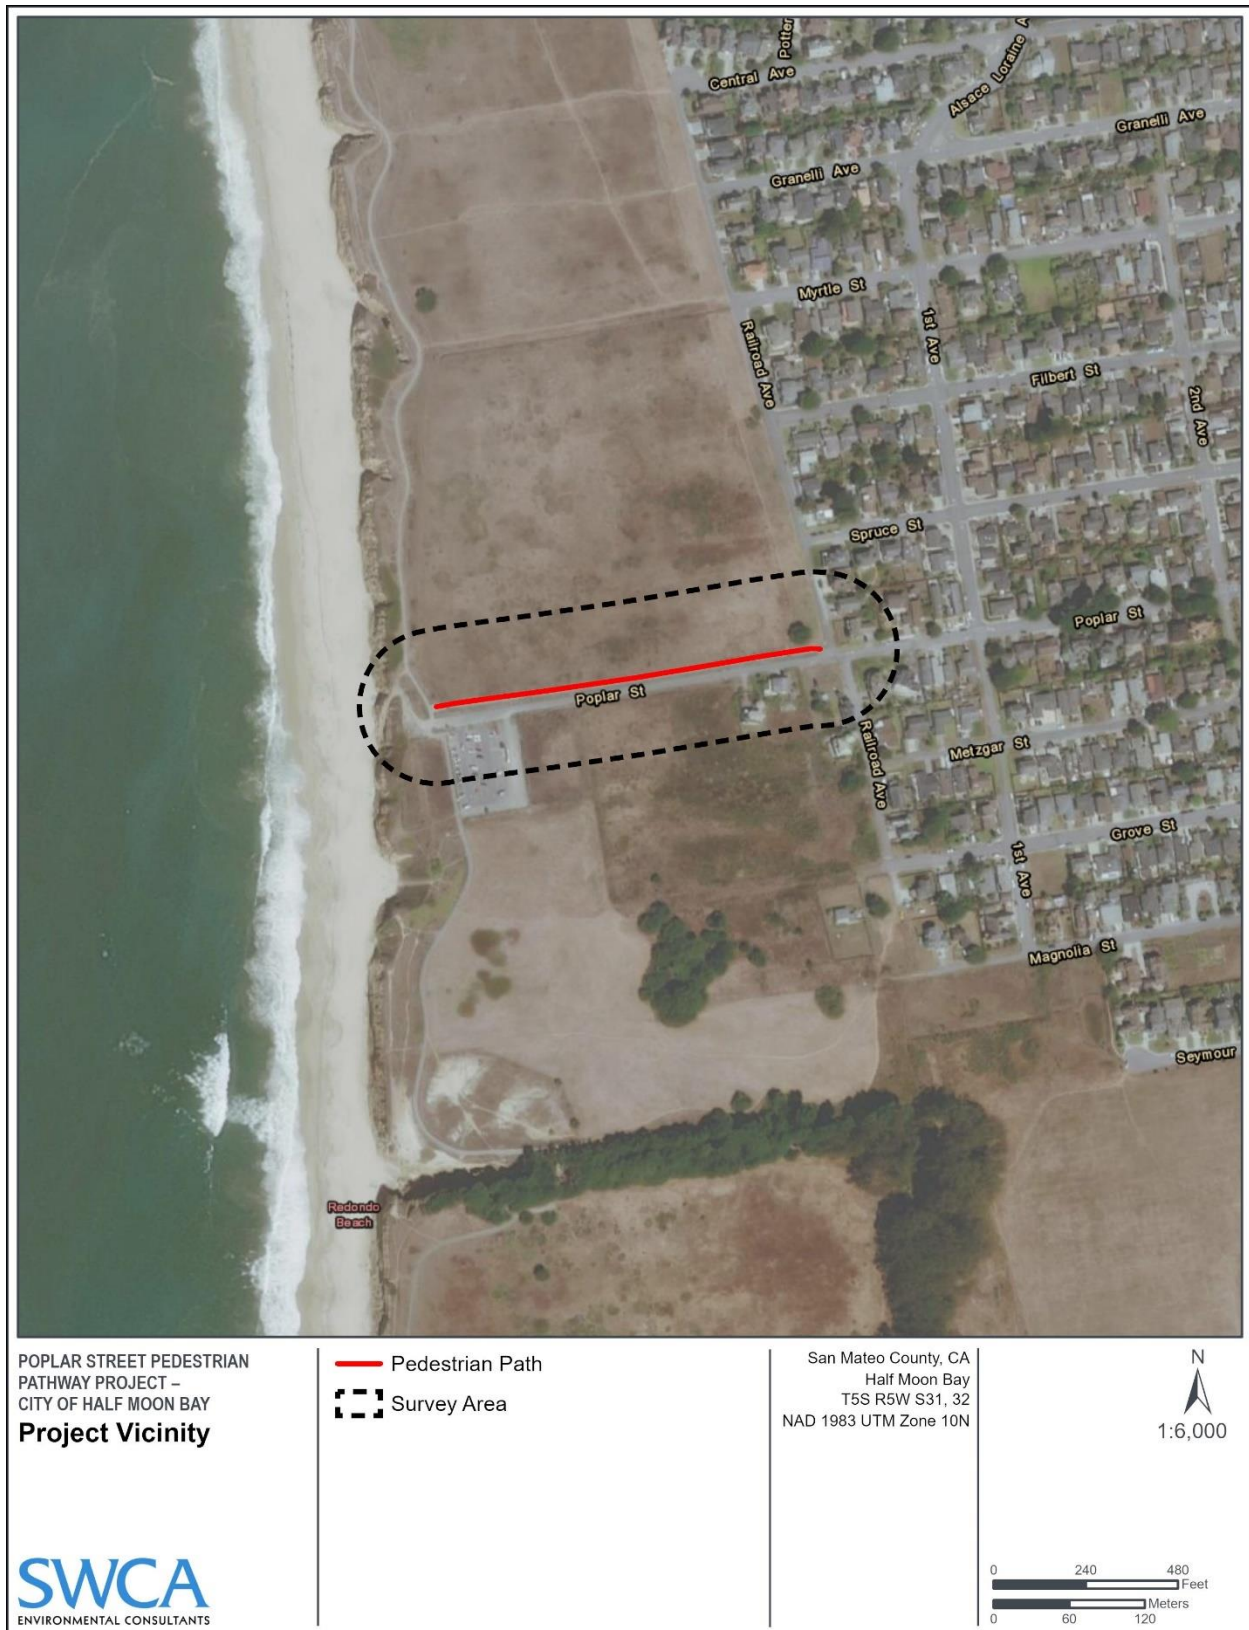 Potter
Central Ave
Alsace Loraine A
Granelli Ave
Granelli Ave
Myrtle St
Railroad Ave
1st Ave
Filbert St
2nd Ave
Spruce St
Poplar St
Poplar St
Railroad Ave
Metzgar St
Grove St
1st Ave
Magnolia St
Seymour
Redondo
Beach
POPLAR STREET PEDESTRIAN
PATHWAY PROJECT –
CITY OF HALF MOON BAY
Project Vicinity
SWCA
ENVIRONMENTAL CONSULTANTS
Pedestrian Path
Survey Area
San Mateo County, CA
Half Moon Bay
T5S R5W S31, 32
NAD 1983 UTM Zone 10N
N
1:6,000
0 240 480
Feet
Meters
0 60 120